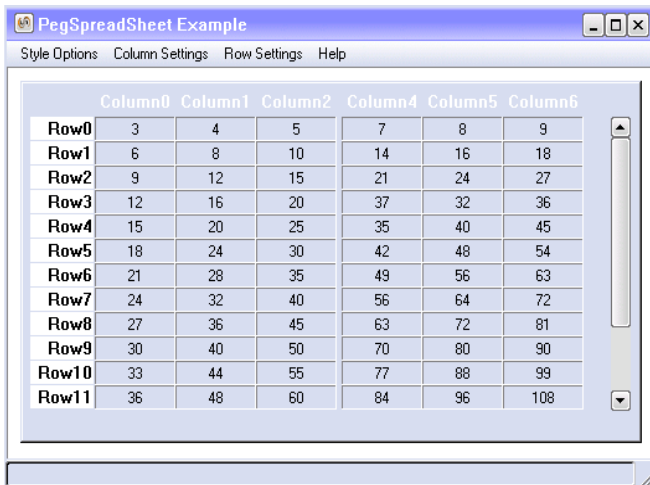 PegSpreadSheet Example
Style Options Column Settings Row Settings Help
Column0 Column1 Column2 Column4 Column5 Column6
Row0 3 4 5 7 8 9
Row1 6 8 10 14 16 18
Row2 9 12 15 21 24 27
Row3 12 16 20 37 32 36
Row4 15 20 25 35 40 45
Row5 18 24 30 42 48 54
Row6 21 28 35 49 56 63
Row7 24 32 40 56 64 72
Row8 27 36 45 63 72 81
Row9 30 40 50 70 80 90
Row10 33 44 55 77 88 99
Row11 36 48 60 84 96 108